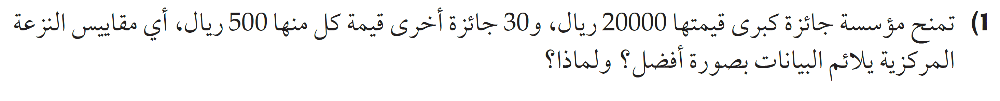 1) تمنح مؤسسة جائزة كبرى قيمتها 20000 ريال، و30 جائزة أخرى قيمة كل منها 500 ريال، أي مقاييس النزعة
المركزية يلائم البيانات بصورة أفضل؟ ولماذا؟